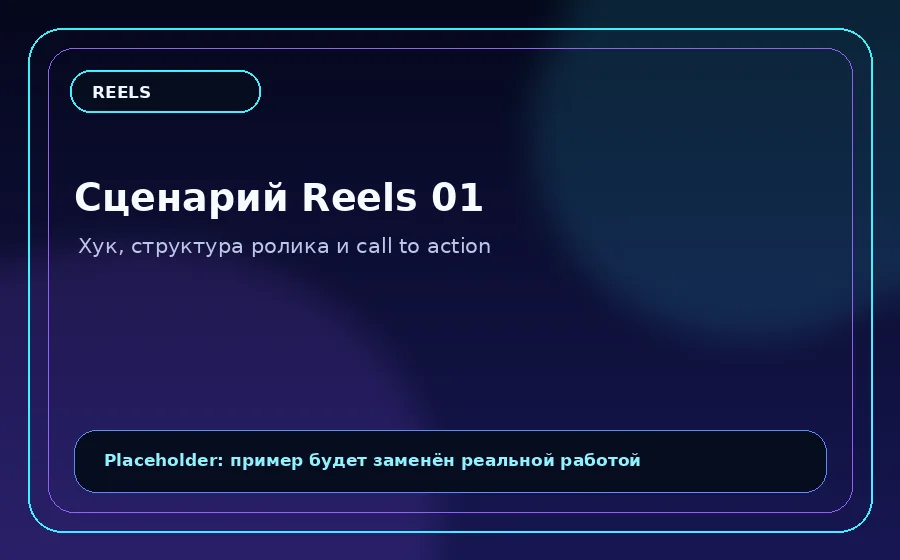 REELS
Сценарий Reels 01
Хук, структура ролика и call to action
Placeholder: пример будет заменён реальной работой